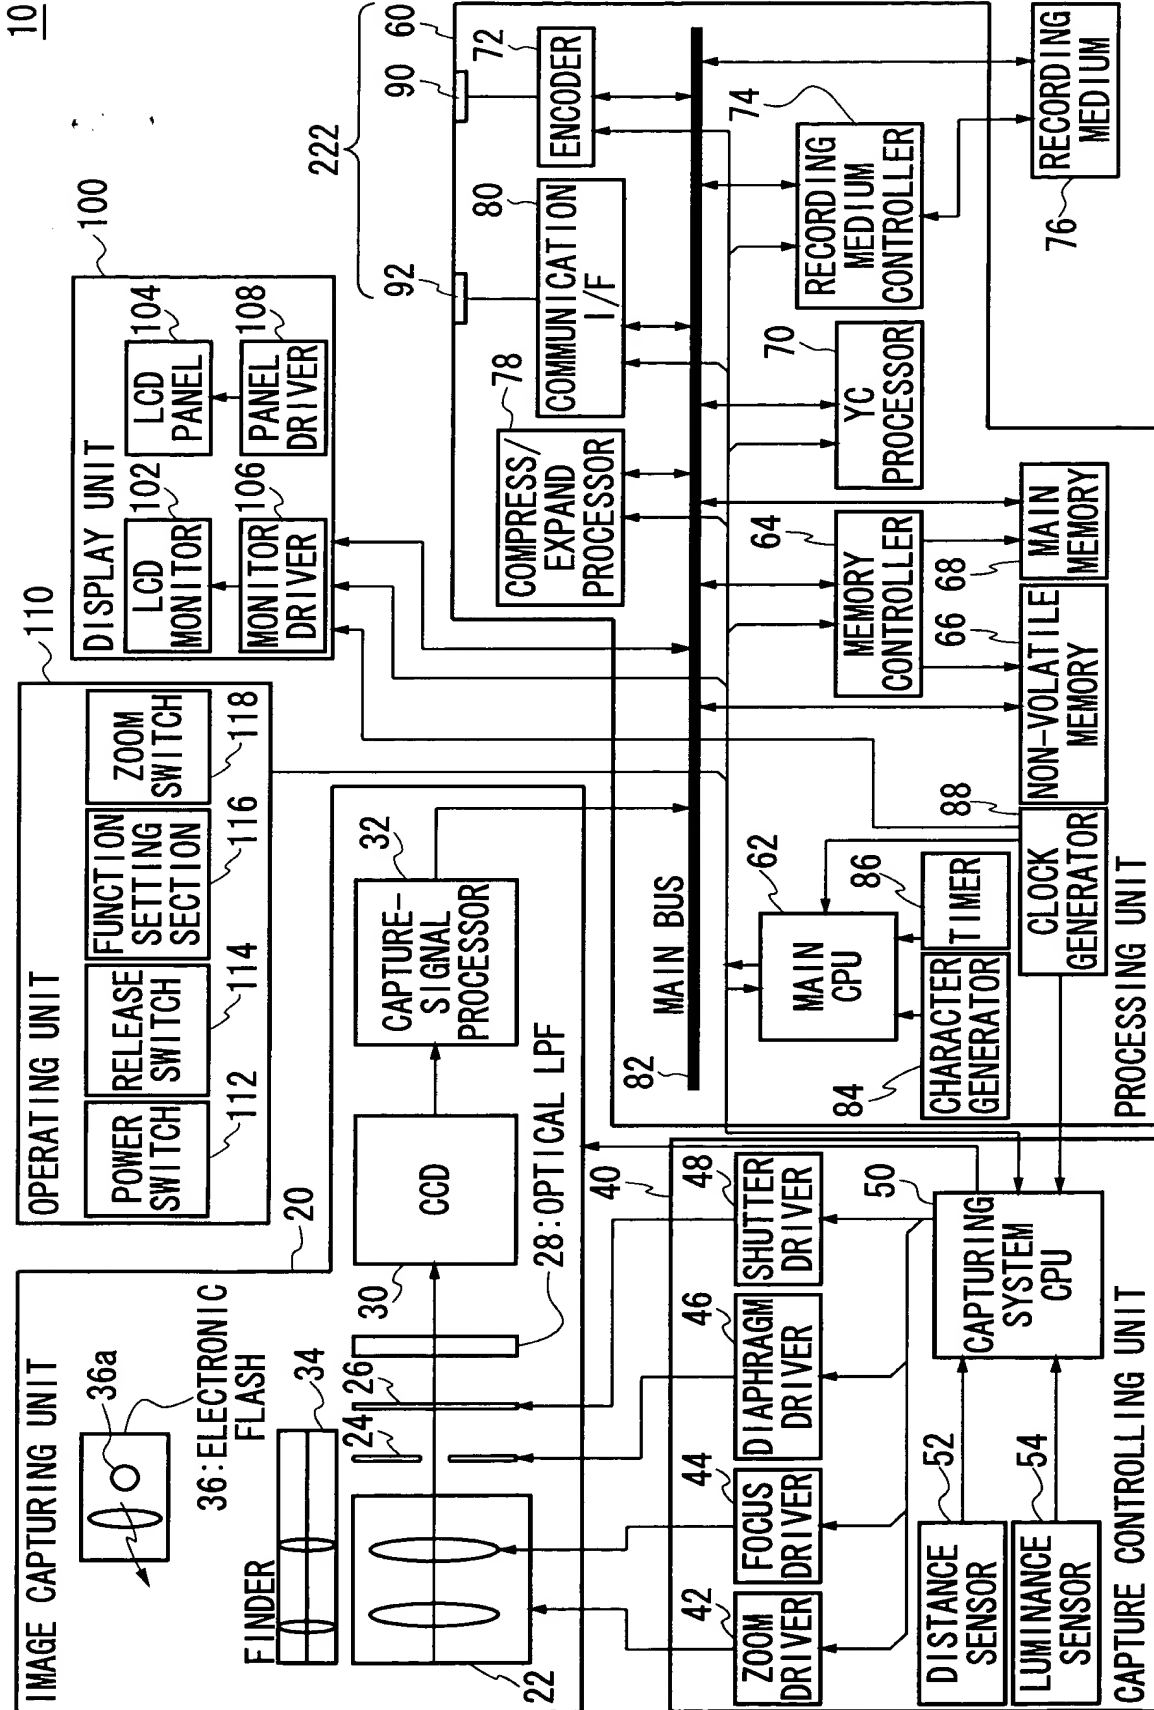 10
IMAGE CAPTURING UNIT
36a
36:ELECTRONIC
FLASH
20
FINDER
34
22
24
26
28:OPTICAL LPF
30
CCD
CAPTURE-
SIGNAL
PROCESSOR
32
OPERATING UNIT
110
POWER
SWITCH
112
RELEASE
SWITCH
114
FUNCTION
SETTING
SECTION
116
ZOOM
SWITCH
118
DISPLAY UNIT
100
LCD
MONITOR
102
LCD
PANEL
104
MONITOR
DRIVER
106
PANEL
DRIVER
108
222
92
90
60
COMPRESS/
EXPAND
PROCESSOR
78
COMMUNICATION
I/F
80
ENCODER
72
82
MAIN BUS
40
ZOOM
DRIVER
42
FOCUS
DRIVER
44
DIAPHRAGM
DRIVER
46
SHUTTER
DRIVER
48
CAPTURING
SYSTEM
CPU
50
DISTANCE
SENSOR
52
LUMINANCE
SENSOR
54
CAPTURE CONTROLLING UNIT
MAIN
CPU
62
CHARACTER
GENERATOR
84
TIMER
86
CLOCK
GENERATOR
88
MEMORY
CONTROLLER
64
NON-VOLATILE
MEMORY
66
MAIN
MEMORY
68
YC
PROCESSOR
70
RECORDING
MEDIUM
CONTROLLER
74
RECORDING
MEDIUM
76
PROCESSING UNIT